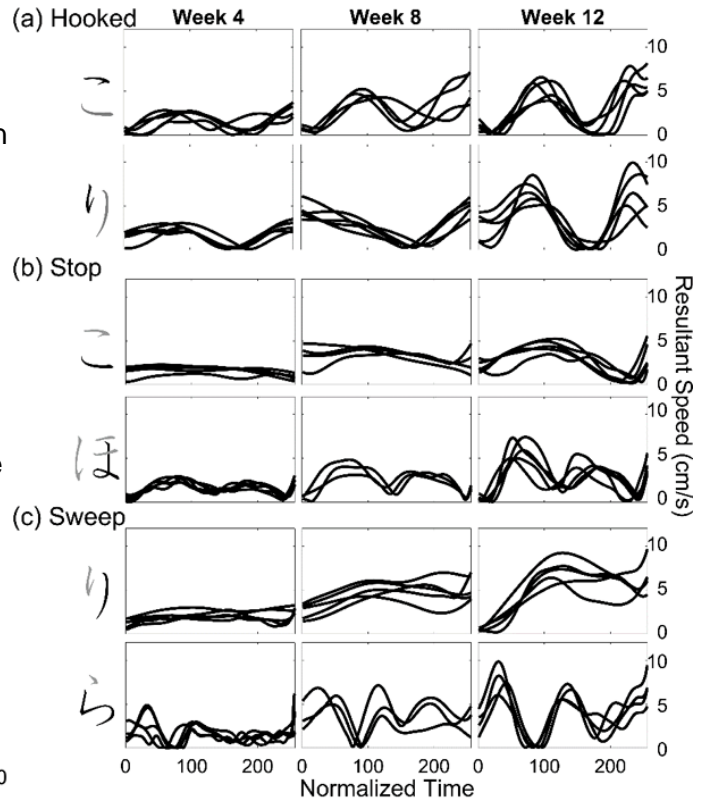 (a) Hooked Week 4 Week 8 Week 12
こ
10
5
0
り
10
5
0
(b) Stop
こ
10
5
0
ほ
10
5
0
(c) Sweep
り
10
5
0
ら
10
5
0
0 100 200 0 100 200 0 100 200
Normalized Time
Resultant Speed (cm/s)